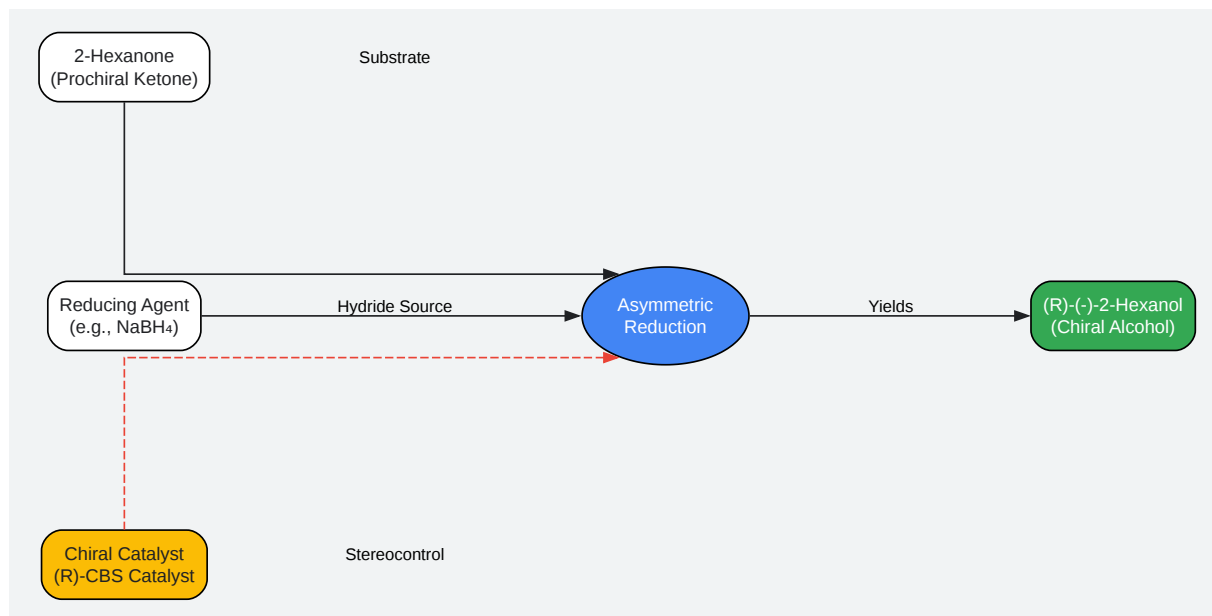 2-Hexanone
(Prochiral Ketone)
Substrate
Reducing Agent
(e.g., NaBH₄)
Hydride Source
Asymmetric
Reduction
Yields
(R)-(-)-2-Hexanol
(Chiral Alcohol)
Chiral Catalyst
(R)-CBS Catalyst
Stereocontrol